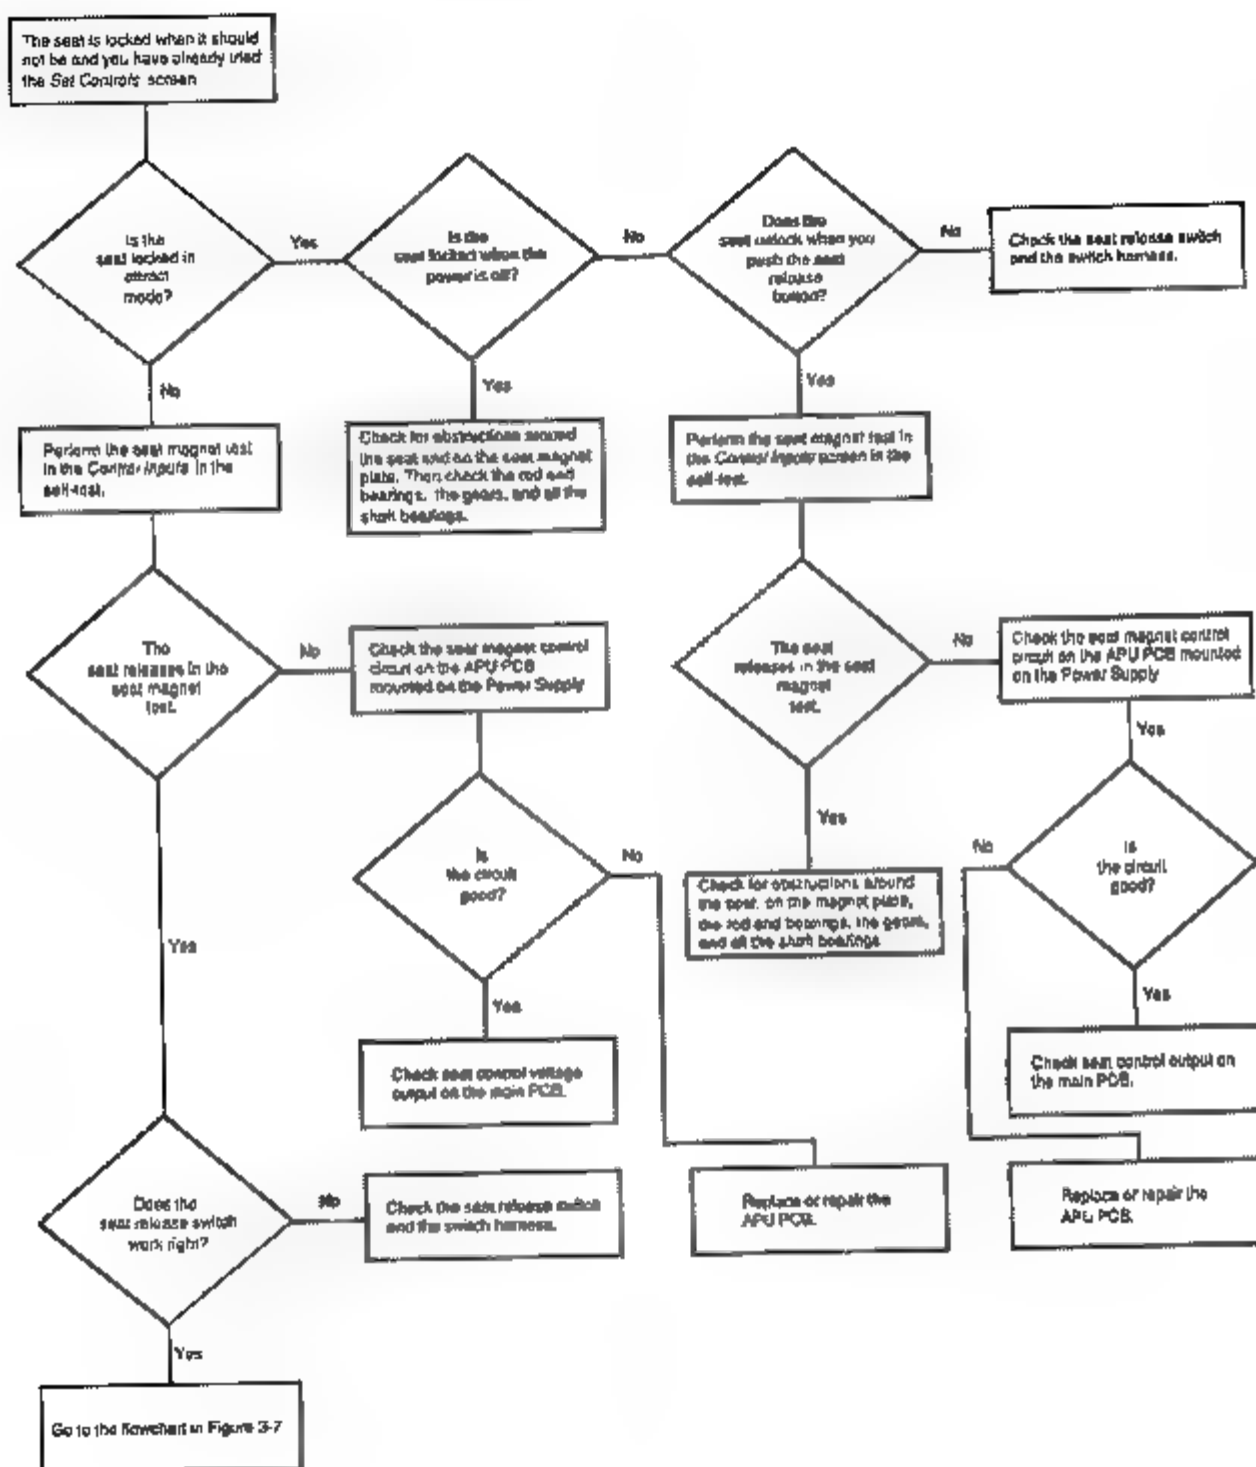 The seat is locked when it should
not be and you have already tried
the Set Controls screen
Is the
seat locked in
attract
mode?
Yes
Is the
seat locked when the
power is off?
No
Does the
seat unlock when you
push the seat
release
button?
No
Check the seat release switch
and the switch harness.
No
Yes
Yes
Perform the seat magnet test
in the Control Inputs in the
self-test.
Check for obstructions around
the seat and on the seat magnet
plate. Then check the rod end
bearings, the gears, and all the
shaft bearings.
Perform the seat magnet test in
the Control Inputs screen in the
self-test.
The
seat releases in the
seat magnet
test.
No
Check the seat magnet control
circuit on the APU PCB
mounted on the Power Supply
The seat
releases in the seat
magnet
test.
No
Check the seat magnet control
circuit on the APU PCB mounted
on the Power Supply
Yes
Yes
Is
the circuit
good?
No
Check for obstructions around
the seat, on the magnet plate,
the rod end bearings, the gears,
and all the shaft bearings
No
Is
the circuit
good?
Yes
Yes
Yes
Check seat control voltage
output on the main PCB.
Check seat control output on
the main PCB.
Does the
seat release switch
work right?
No
Check the seat release switch
and the switch harness.
Replace or repair the
APU PCB.
Replace or repair the
APU PCB.
Yes
Go to the flowchart in Figure 3-7